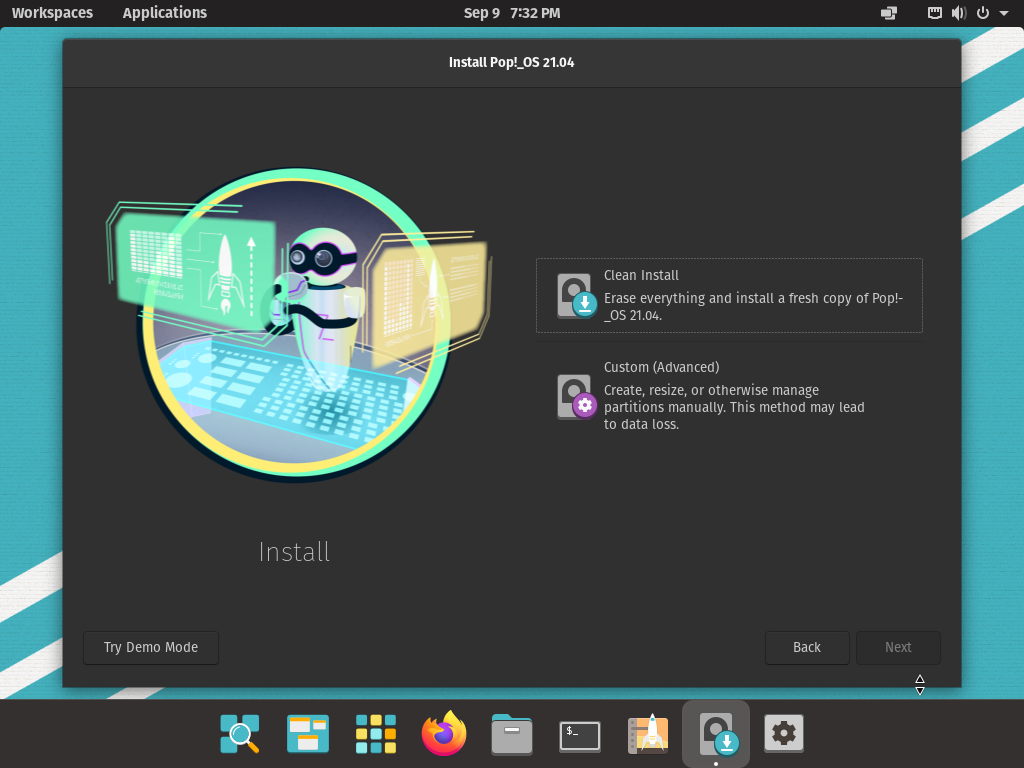 Workspaces Applications Sep 9 7:32 PM
Install Pop!_OS 21.04
Clean Install
Erase everything and install a fresh copy of Pop!-
_OS 21.04.
Custom (Advanced)
Create, resize, or otherwise manage
partitions manually. This method may lead
to data loss.
Install
Try Demo Mode Back Next
$_